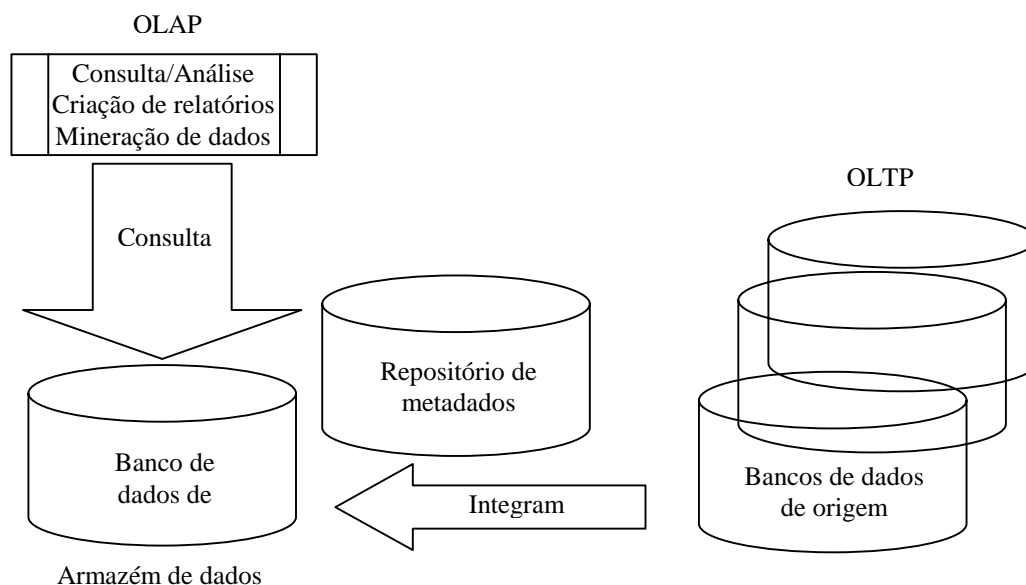 OLAP
Consulta/Análise
Criação de relatórios
Mineração de dados
Consulta
OLTP
Repositório de
metadados
Banco de
dados de
Integram
Bancos de dados
de origem
Armazém de dados